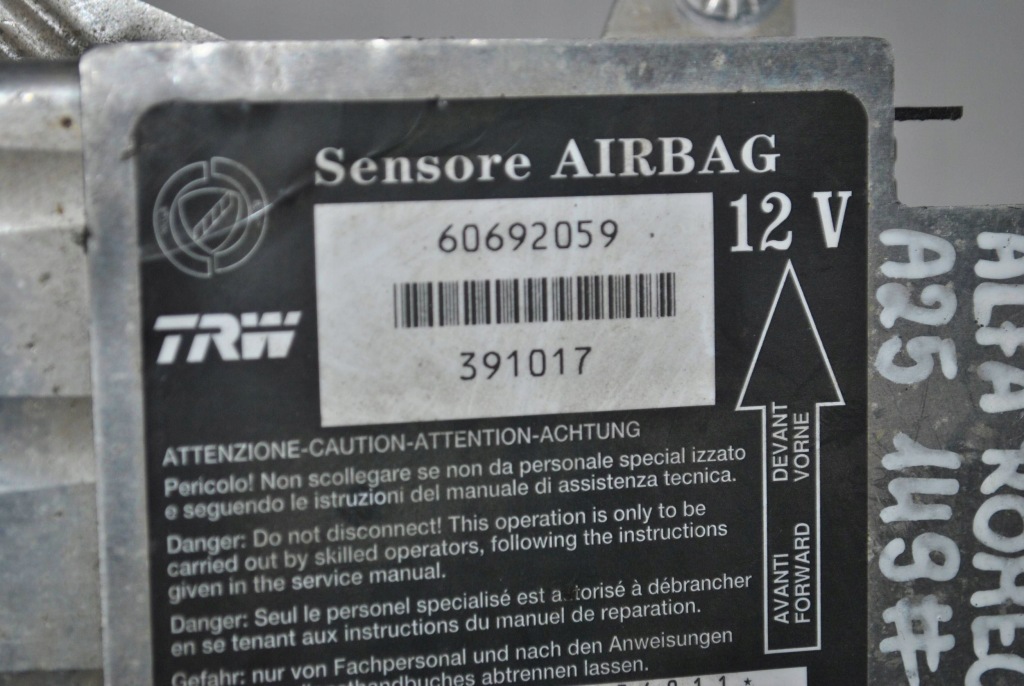 Sensore AIRBAG
60692059
12 V
391017
TRW
ATTENZIONE-CAUTION-ATTENTION-ACHTUNG
Pericolo! Non scollegare se non da personale special izzato
e seguendo le istruzioni del manuale di assistenza tecnica.
Danger: Do not disconnect! This operation is only to be
carried out by skilled operators, following the instructions
given in the service manual.
Danger: Seul le personel specialisé est a torisé à débrancher
en se tenant aux instructions du manuel de reparation.
Gefahr: nur von Fachpersonal und nach den Anweisungen
abtrennen lassen.
AVANTI DEVANT
FORWARD VORNE
ALFA ROMEO
A25 149#